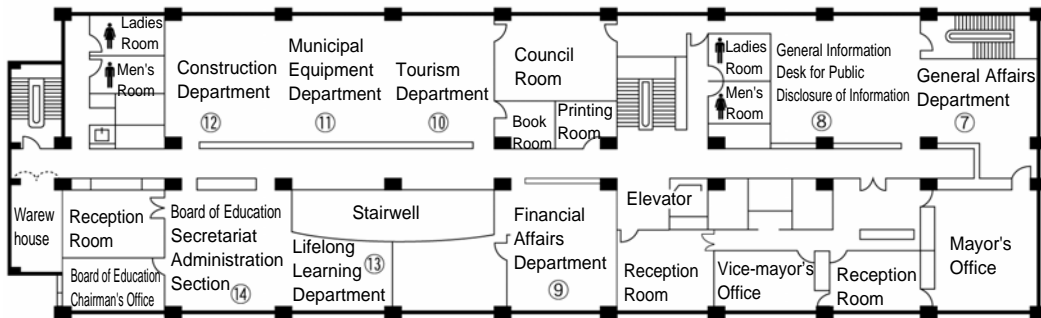 Ladies
Room
Men's
Room
Construction
Department
⑫
Municipal
Equipment
Department
⑪
Tourism
Department
⑩
Council
Room
Book
Room
Printing
Room
Ladies
Room
Men's
Room
General Information
Desk for Public
Disclosure of Information
⑧
General Affairs
Department
⑦
Warew
house
Reception
Room
Board of Education
Chairman's Office
Board of Education
Secretariat
Administration
Section
⑭
Stairwell
Lifelong
Learning
Department
⑬
Financial
Affairs
Department
⑨
Elevator
Reception
Room
Vice-mayor's
Office
Reception
Room
Mayor's
Office